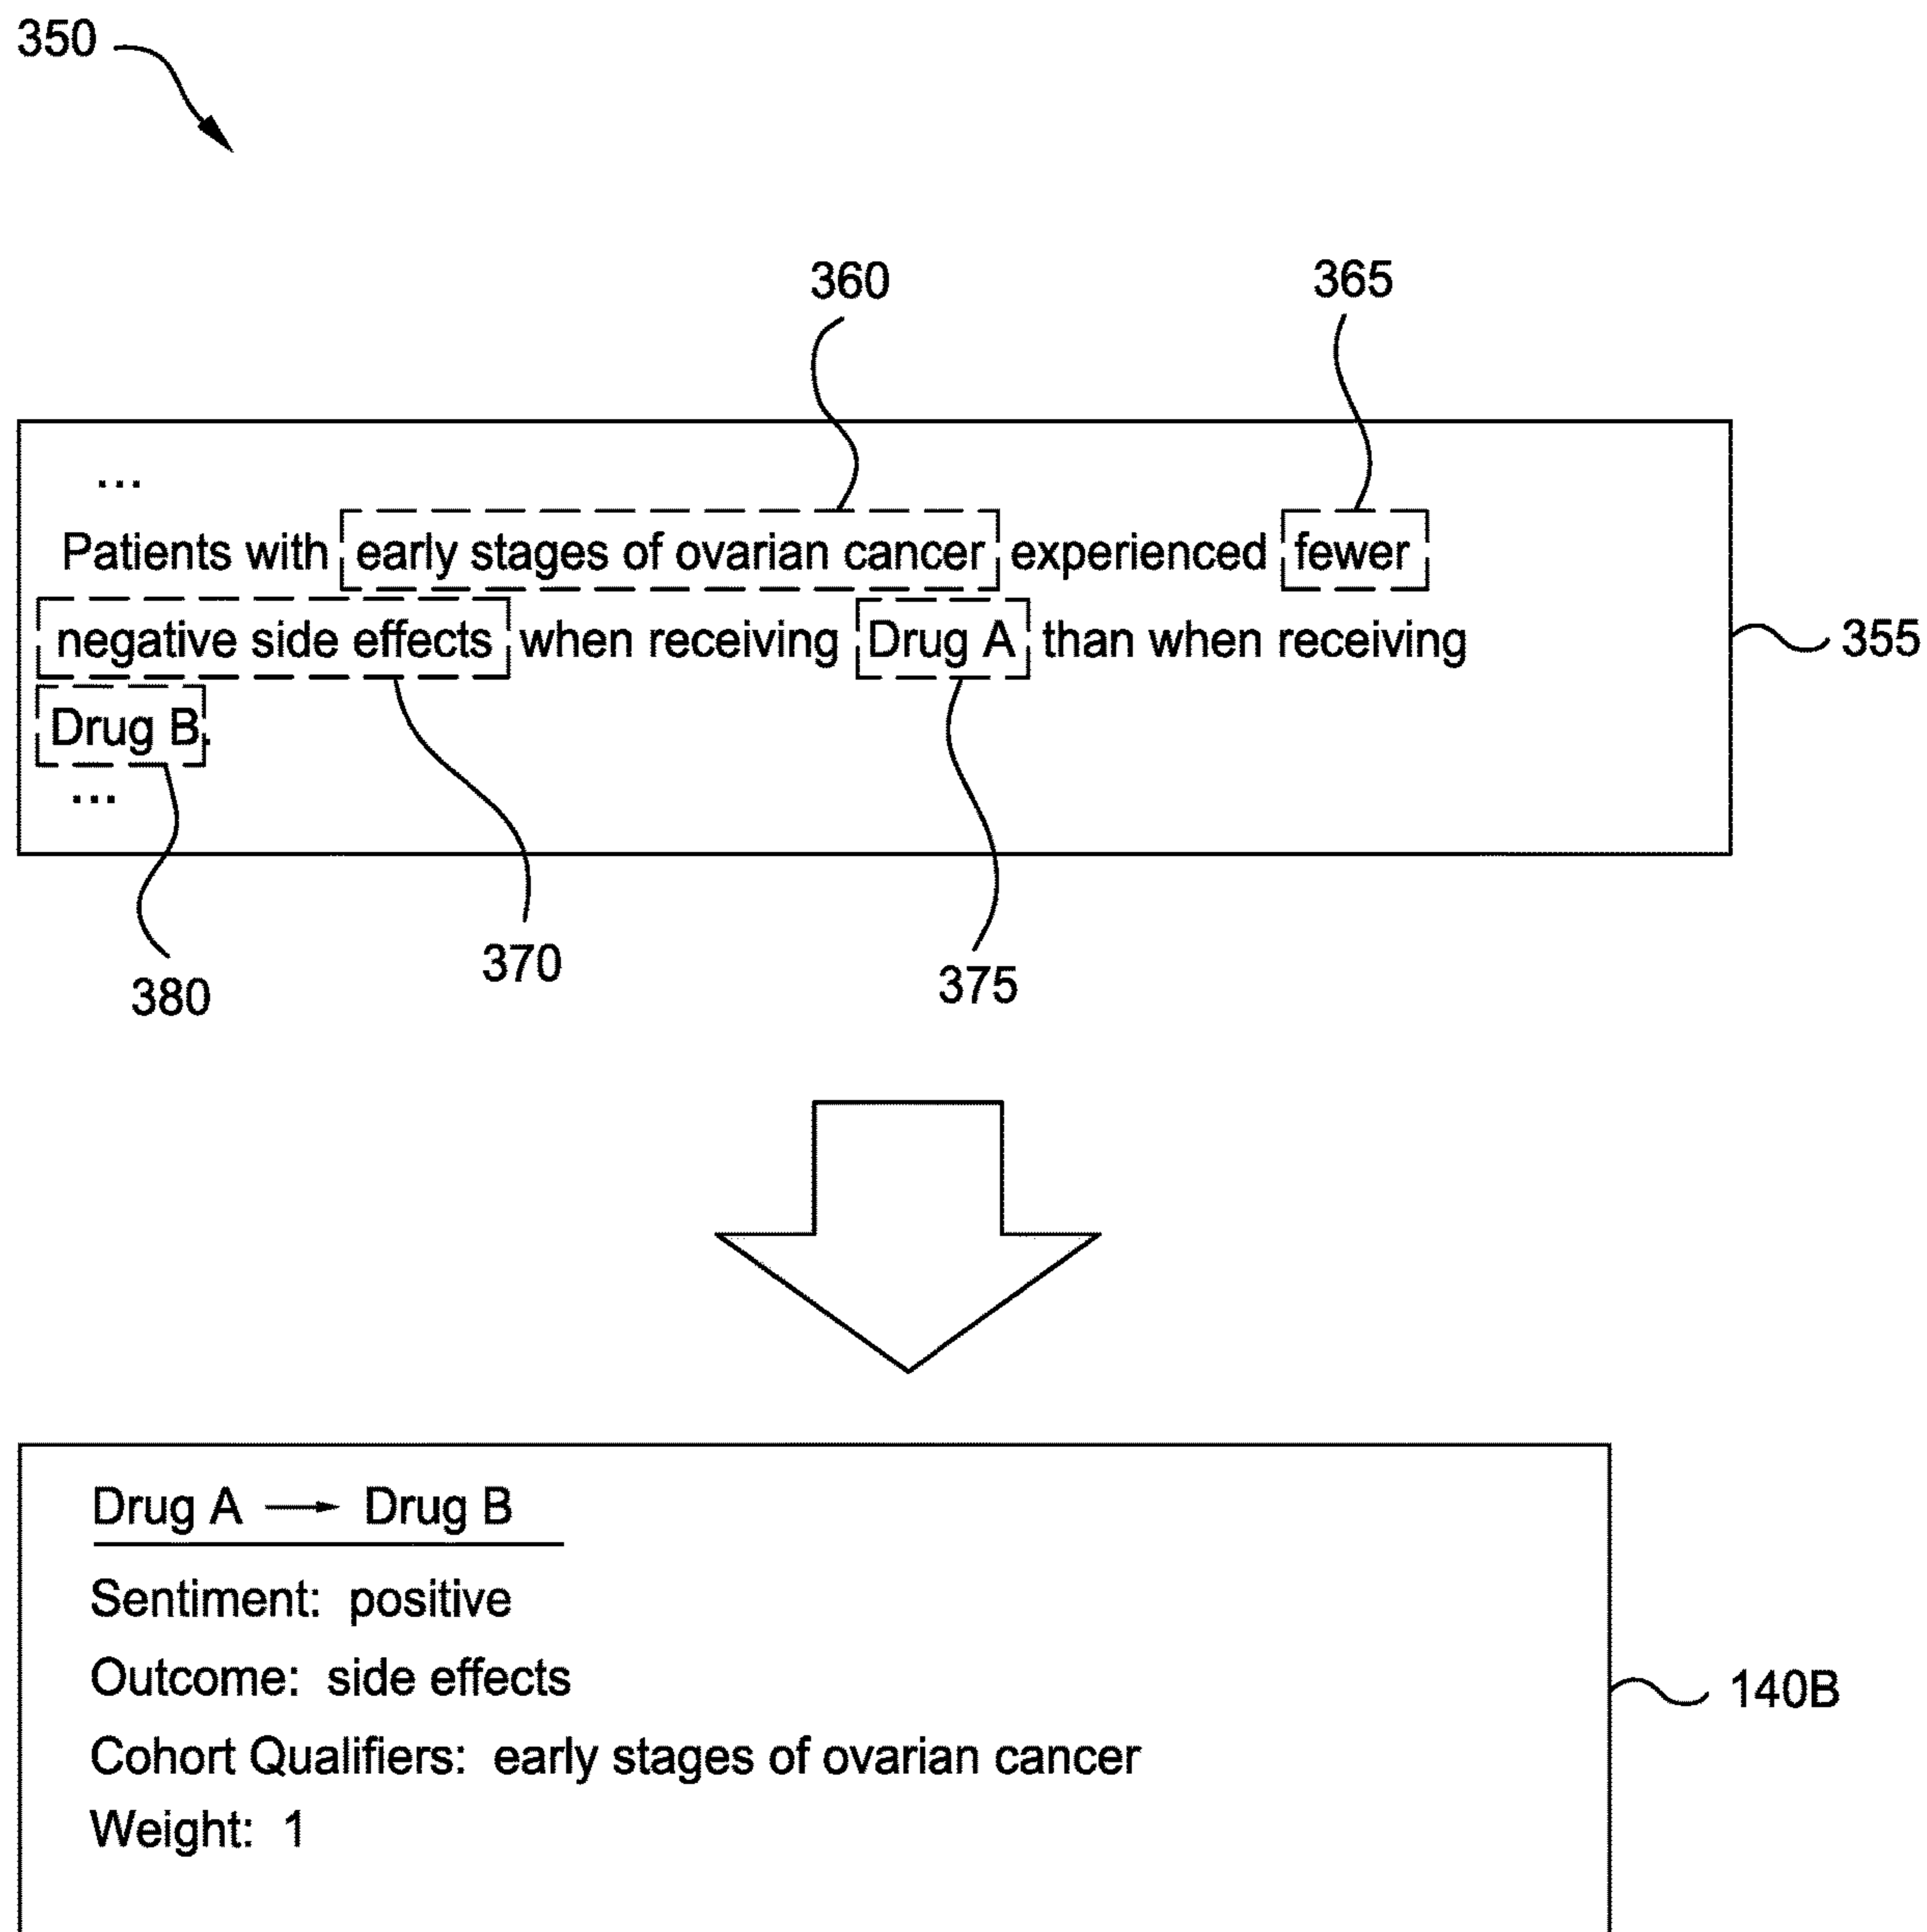 350
360
365
...
Patients with early stages of ovarian cancer experienced fewer
negative side effects when receiving Drug A than when receiving
355
Drug B.
...
370
375
380
Drug A → Drug B
Sentiment: positive
Outcome: side effects
140B
Cohort Qualifiers: early stages of ovarian cancer
Weight: 1